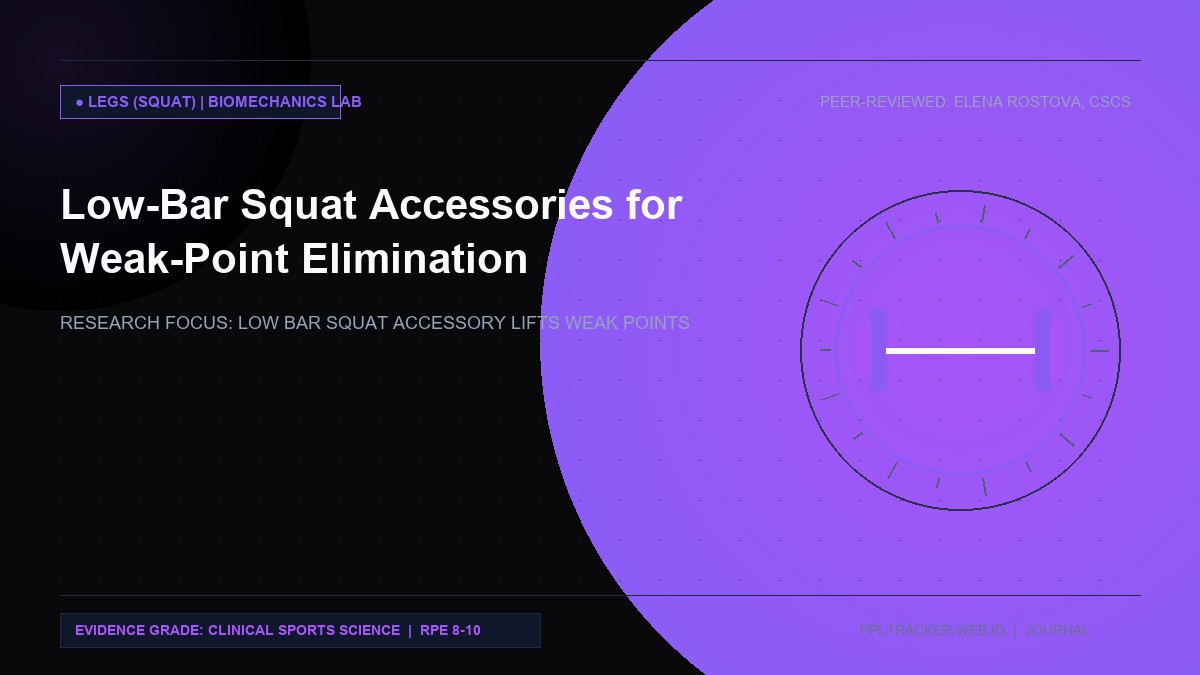 ● LEGS (SQUAT) | BIOMECHANICS LAB
PEER-REVIEWED: ELENA ROSTOVA, CSCS
Low-Bar Squat Accessories for
Weak-Point Elimination
RESEARCH FOCUS: LOW BAR SQUAT ACCESSORY LIFTS WEAK POINTS
EVIDENCE GRADE: CLINICAL SPORTS SCIENCE | RPE 8-10
PPLTRACKER WEB ID | JOURNAL